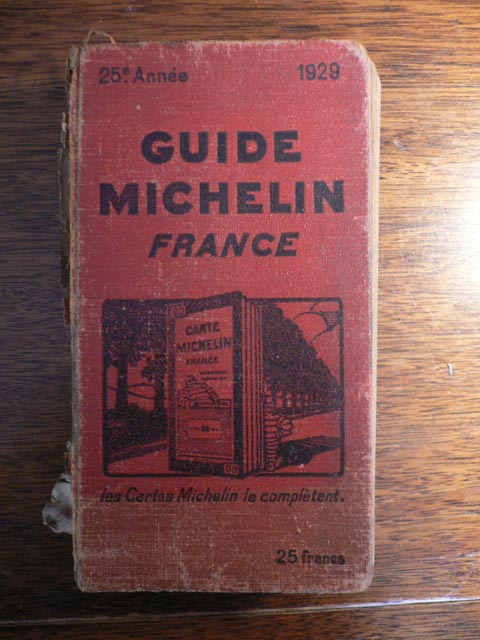 25e Année 1929
GUIDE
MICHELIN
FRANCE
CARTE
MICHELIN
FRANCE
les Cartes Michelin le complètent.
25 francs